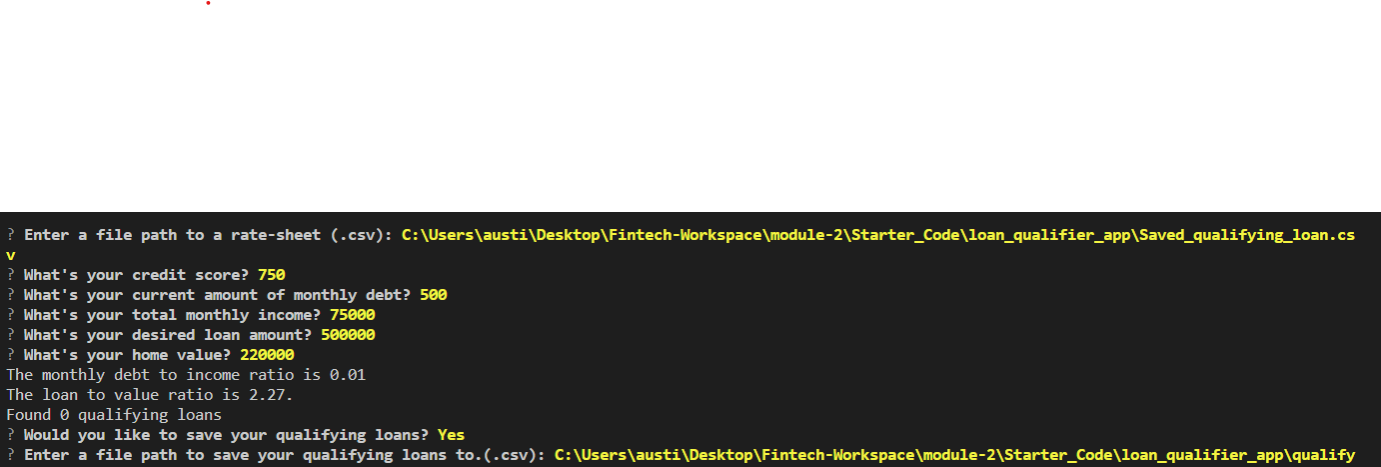 ? Enter a file path to a rate-sheet (.csv): C:\Users\austi\Desktop\Fintech-Workspace\module-2\Starter_Code\loan_qualifier_app\Saved_qualifying_loan.cs
v
? What's your credit score? 750
? What's your current amount of monthly debt? 500
? What's your total monthly income? 75000
? What's your desired loan amount? 500000
? What's your home value? 220000
The monthly debt to income ratio is 0.01
The loan to value ratio is 2.27.
Found 0 qualifying loans
? Would you like to save your qualifying loans? Yes
? Enter a file path to save your qualifying loans to.(.csv): C:\Users\austi\Desktop\Fintech-Workspace\module-2\Starter_Code\loan_qualifier_app\qualify